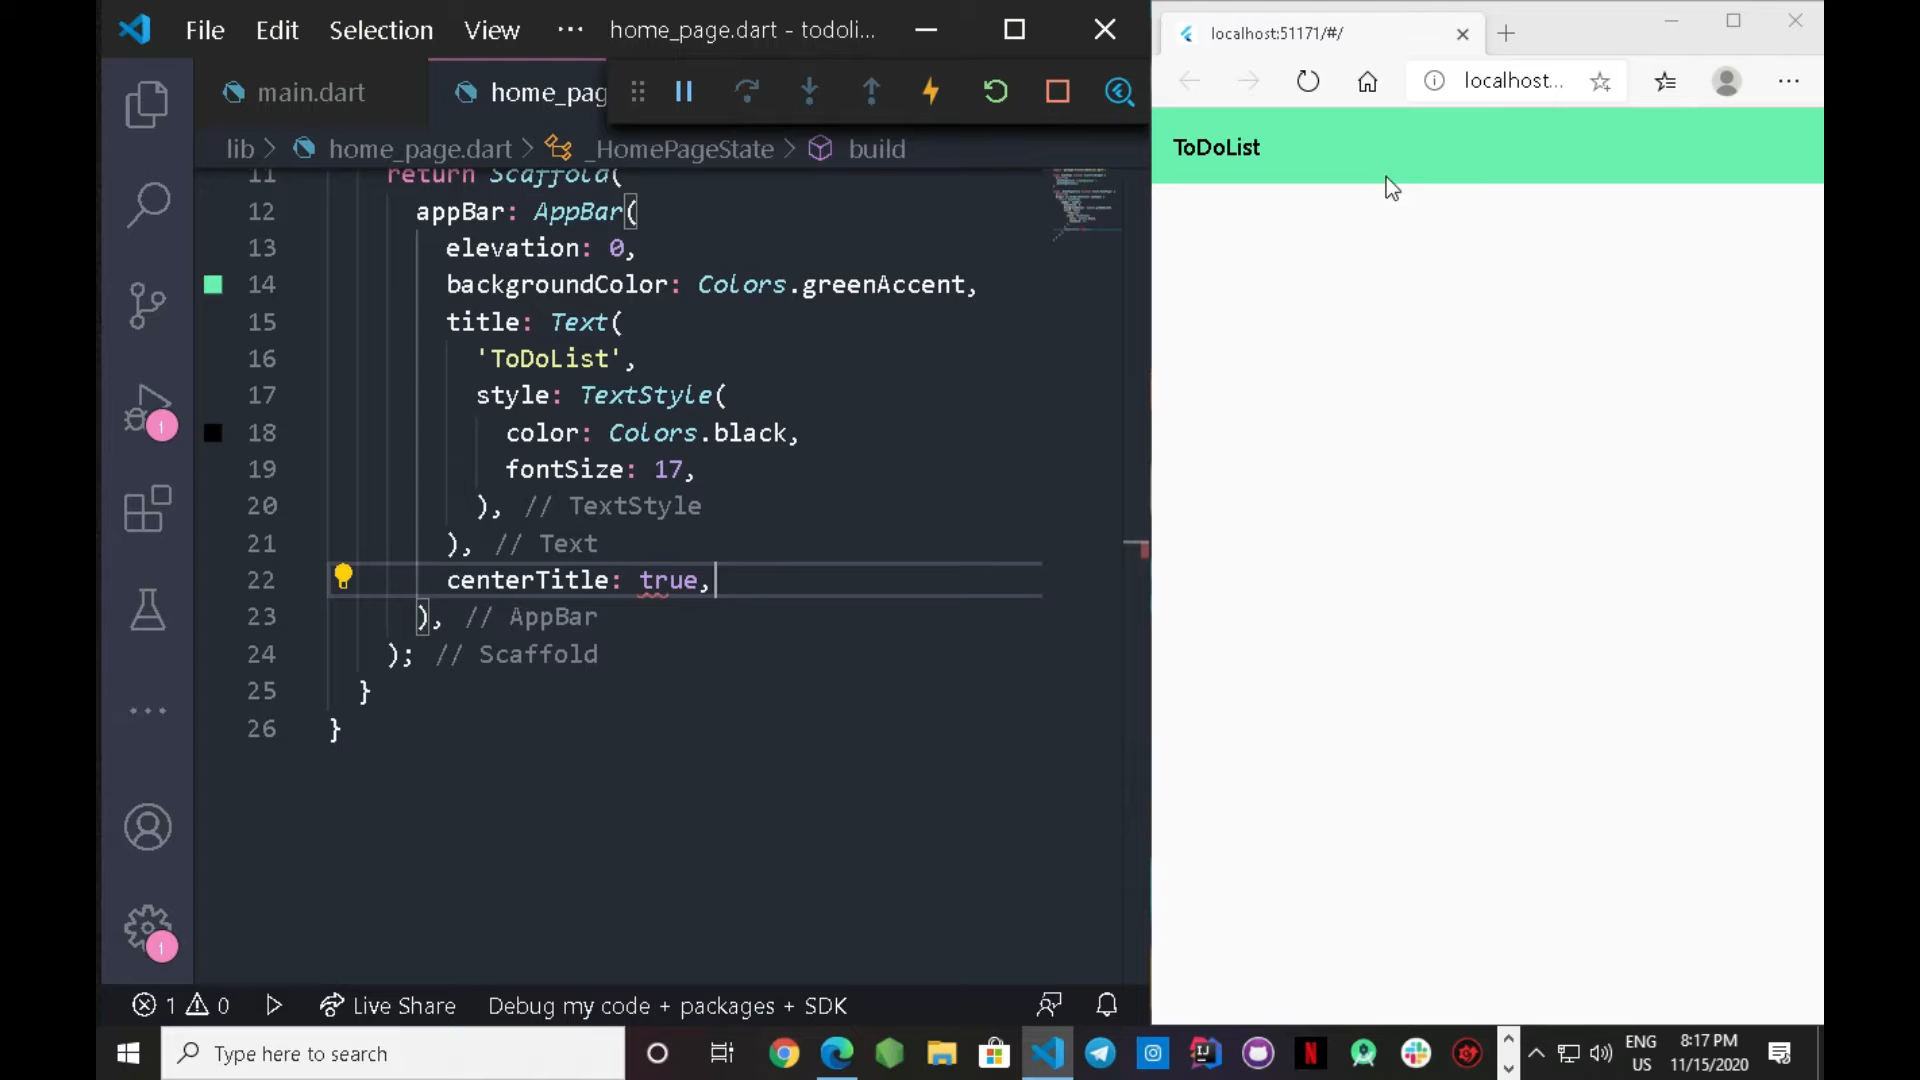 File Edit Selection View ··· home_page.dart - todoli...
main.dart home_pag
lib > home_page.dart > _HomePageState > build
11 return Scaffold(
12 appBar: AppBar(
13 elevation: 0,
14 backgroundColor: Colors.greenAccent,
15 title: Text(
16 'ToDoList',
17 style: TextStyle(
18 color: Colors.black,
19 fontSize: 17,
20 ), // TextStyle
21 ), // Text
22 centerTitle: true,
23 ), // AppBar
24 ); // Scaffold
25 }
26 }
1
1
1 0 Live Share Debug my code + packages + SDK
localhost:51171/#/
localhost...
ToDoList
Type here to search
ENG
US
8:17 PM
11/15/2020